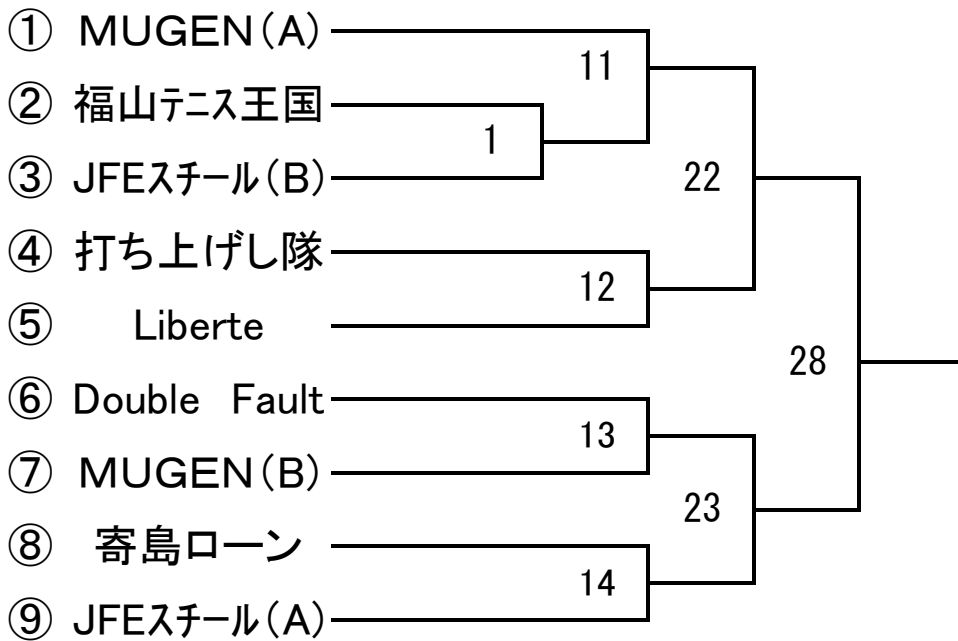 ① MUGEN(A)
11
② 福山テニス王国
1
③ JFEスチール(B)
22
④ 打ち上げし隊
12
⑤ Liberte
28
⑥ Double Fault
13
⑦ MUGEN(B)
23
⑧ 寄島ローン
14
⑨ JFEスチール(A)